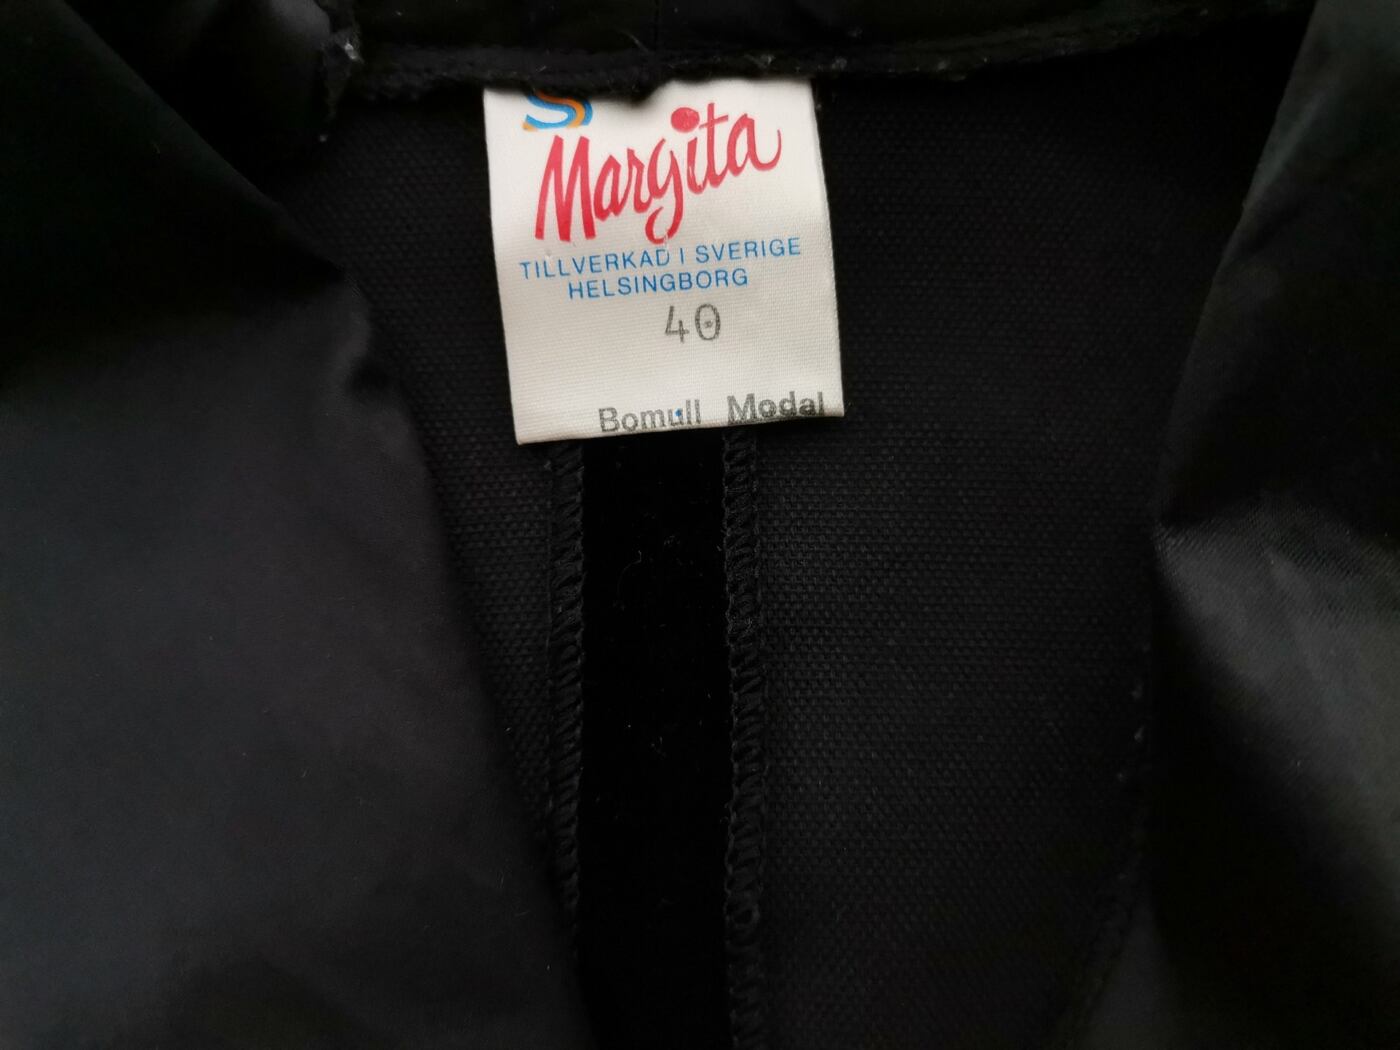 S
Margita
TILLVERKAD I SVERIGE
HELSINGBORG
40
Bomull Modal